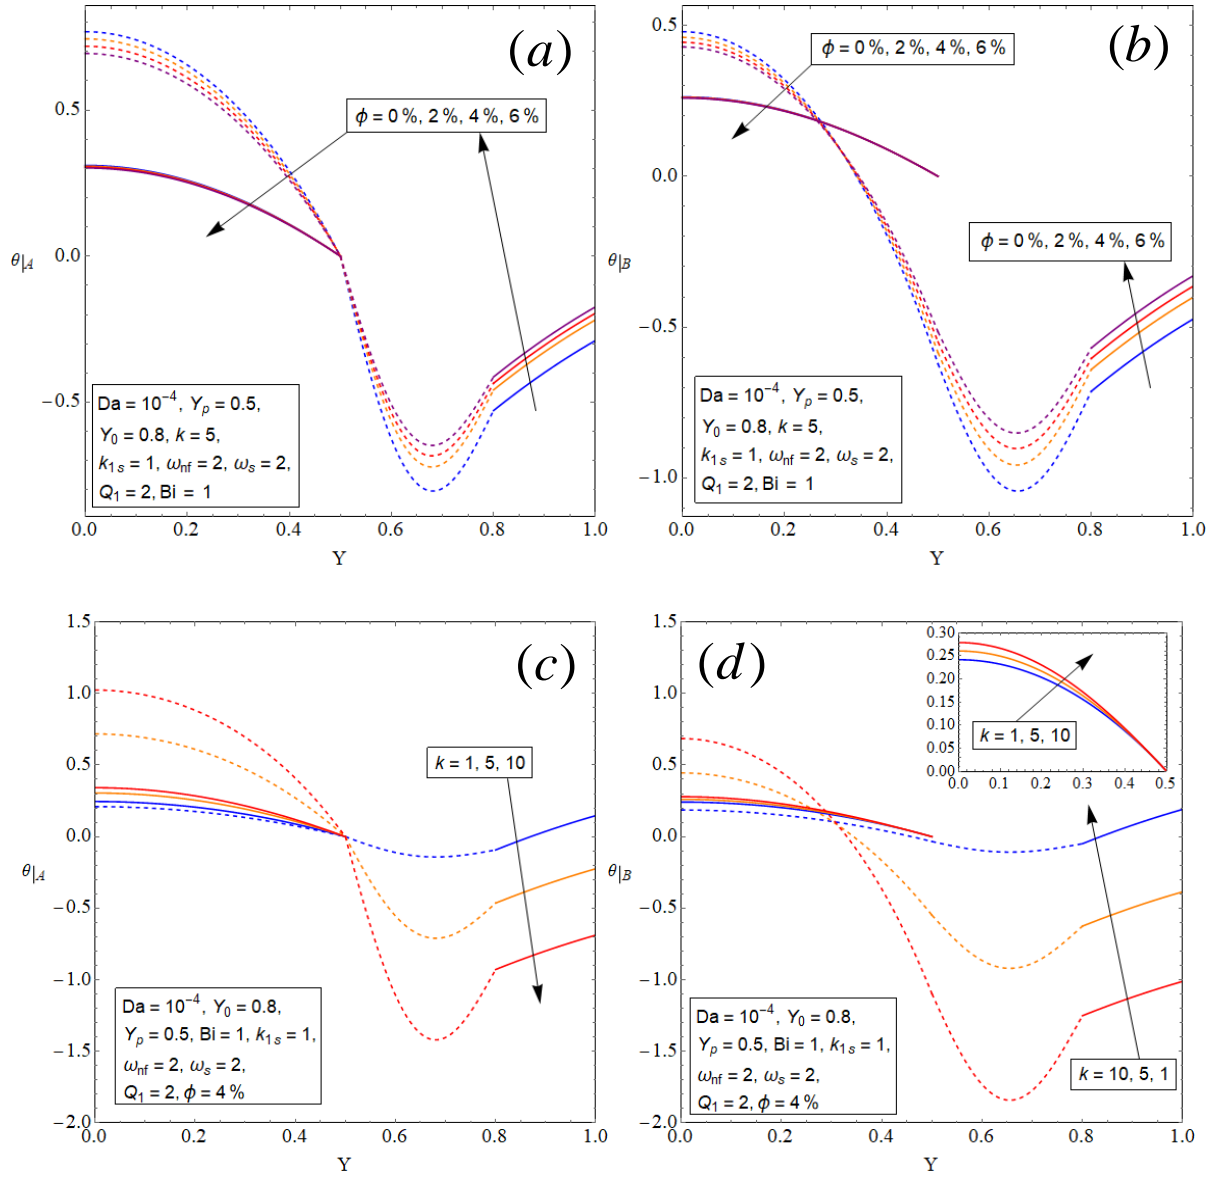 (a)
ϕ = 0 %, 2 %, 4 %, 6 %
0.5
0.0
−0.5
θ|A
Da = 10⁻⁴, Yₚ = 0.5,
Y₀ = 0.8, k = 5,
k₁ₛ = 1, ωnf = 2, ωₛ = 2,
Q₁ = 2, Bi = 1
0.0 0.2 0.4 0.6 0.8 1.0
Y
(b)
ϕ = 0 %, 2 %, 4 %, 6 %
ϕ = 0 %, 2 %, 4 %, 6 %
0.5
0.0
−0.5
−1.0
θ|B
Da = 10⁻⁴, Yₚ = 0.5,
Y₀ = 0.8, k = 5,
k₁ₛ = 1, ωnf = 2, ωₛ = 2,
Q₁ = 2, Bi = 1
0.0 0.2 0.4 0.6 0.8 1.0
Y
(c)
1.5
1.0
0.5
0.0
−0.5
−1.0
−1.5
−2.0
θ|A
k = 1, 5, 10
Da = 10⁻⁴, Y₀ = 0.8,
Yₚ = 0.5, Bi = 1, k₁ₛ = 1,
ωnf = 2, ωₛ = 2,
Q₁ = 2, ϕ = 4 %
0.0 0.2 0.4 0.6 0.8 1.0
Y
(d)
1.5
1.0
0.5
0.0
−0.5
−1.0
−1.5
−2.0
θ|B
0.30
0.25
0.20
0.15
0.10
0.05
0.00
k = 1, 5, 10
0.0 0.1 0.2 0.3 0.4 0.5
k = 10, 5, 1
Da = 10⁻⁴, Y₀ = 0.8,
Yₚ = 0.5, Bi = 1, k₁ₛ = 1,
ωnf = 2, ωₛ = 2,
Q₁ = 2, ϕ = 4 %
0.0 0.2 0.4 0.6 0.8 1.0
Y